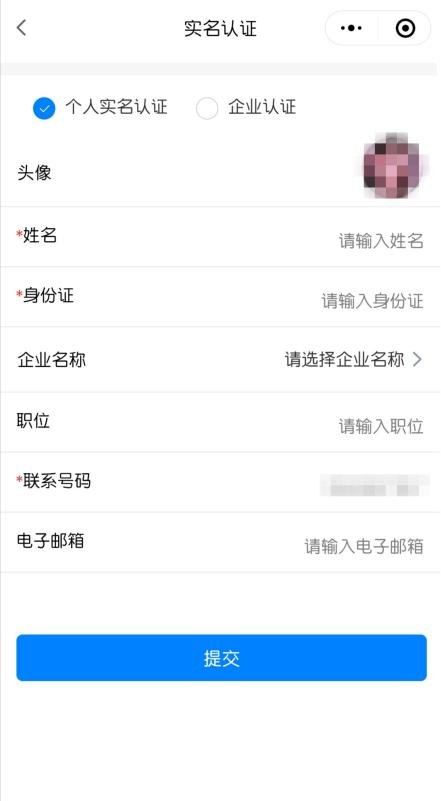 实名认证
个人实名认证 企业认证
头像
*姓名 请输入姓名
*身份证 请输入身份证
企业名称 请选择企业名称
职位 请输入职位
*联系号码
电子邮箱 请输入电子邮箱
提交